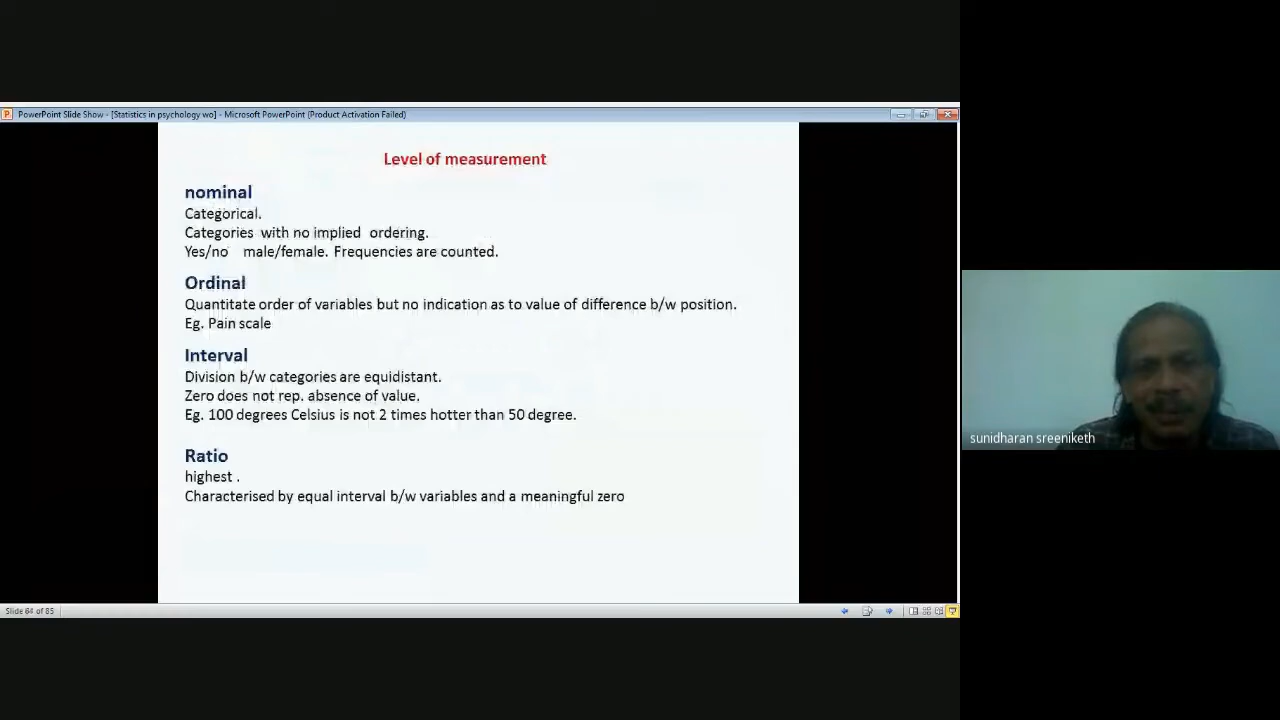 PowerPoint Slide Show - [Statistics in psychology wo] - Microsoft PowerPoint (Product Activation Failed)
Level of measurement
nominal
Categorical.
Categories with no implied ordering.
Yes/no male/female. Frequencies are counted.
Ordinal
Quantitate order of variables but no indication as to value of difference b/w position.
Eg. Pain scale
Interval
Division b/w categories are equidistant.
Zero does not rep. absence of value.
Eg. 100 degrees Celsius is not 2 times hotter than 50 degree.
Ratio
highest .
Characterised by equal interval b/w variables and a meaningful zero
sunidharan sreeniketh
Slide 64 of 85